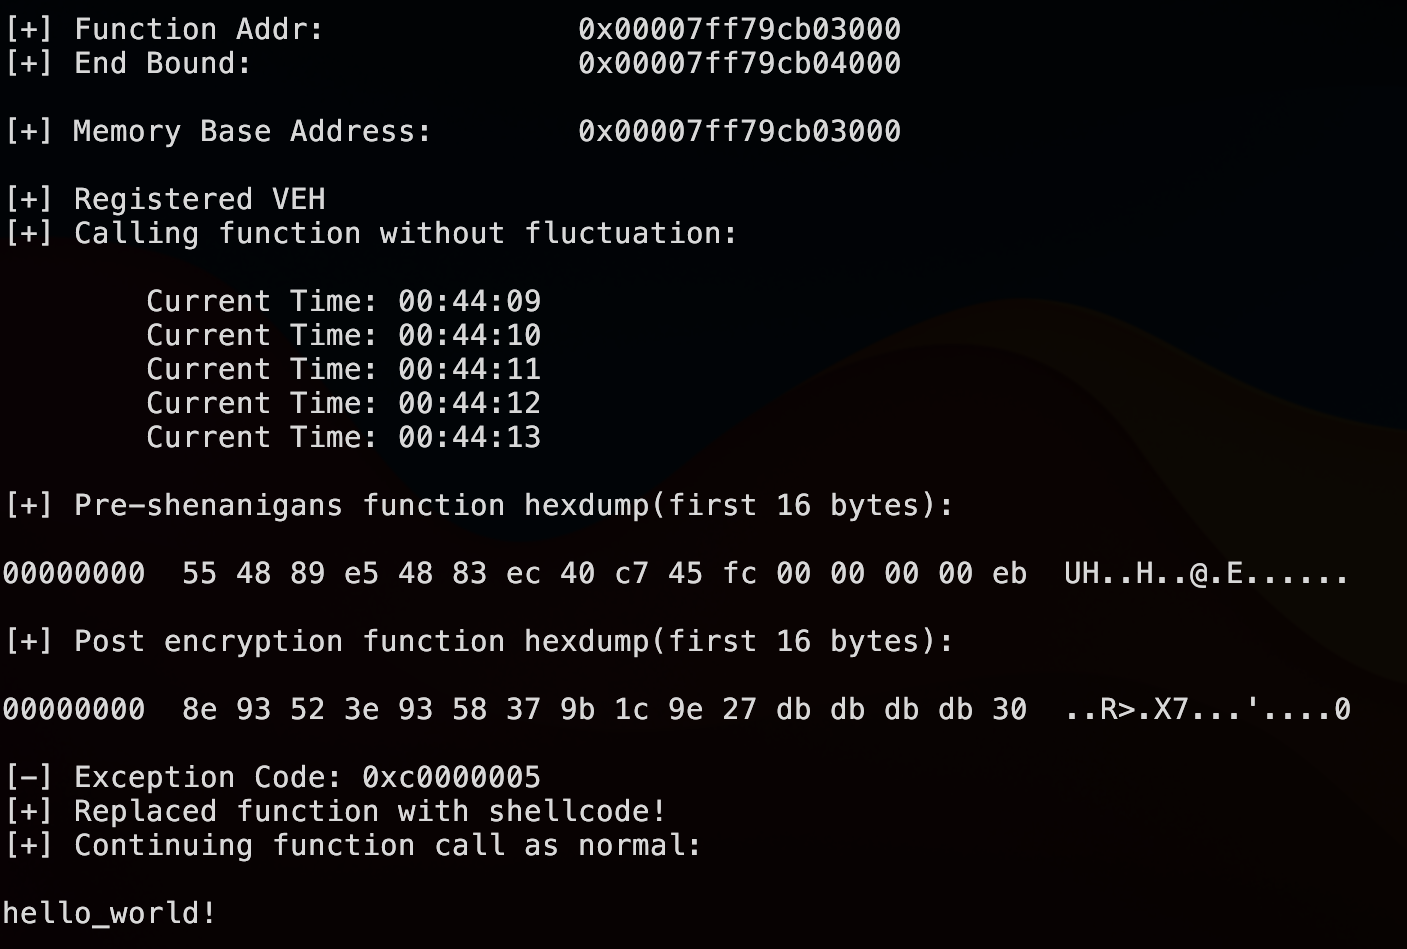 [+] Function Addr: 0x00007ff79cb03000
[+] End Bound: 0x00007ff79cb04000
[+] Memory Base Address: 0x00007ff79cb03000
[+] Registered VEH
[+] Calling function without fluctuation:
Current Time: 00:44:09
Current Time: 00:44:10
Current Time: 00:44:11
Current Time: 00:44:12
Current Time: 00:44:13
[+] Pre-shenanigans function hexdump(first 16 bytes):
00000000 55 48 89 e5 48 83 ec 40 c7 45 fc 00 00 00 00 eb UH..H..@.E......
[+] Post encryption function hexdump(first 16 bytes):
00000000 8e 93 52 3e 93 58 37 9b 1c 9e 27 db db db db 30 ..R>.X7...'....0
[-] Exception Code: 0xc0000005
[+] Replaced function with shellcode!
[+] Continuing function call as normal:
hello_world!